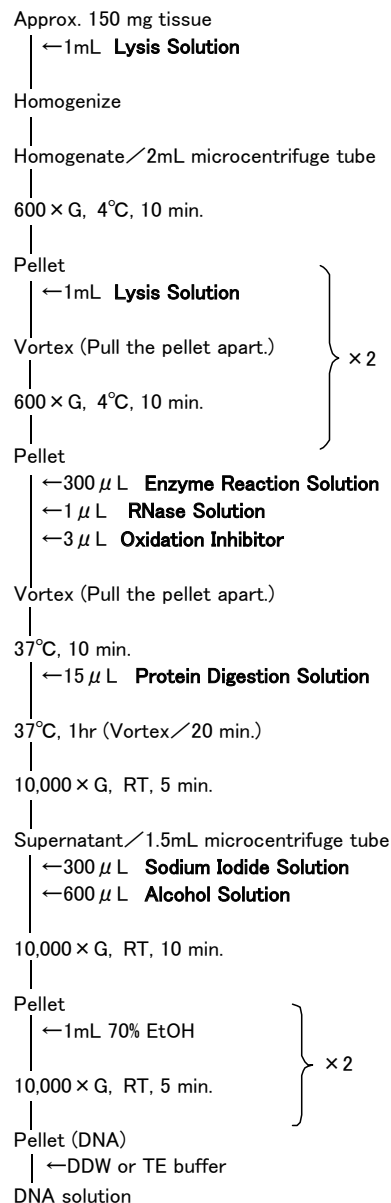 Approx. 150 mg tissue
←1mL Lysis Solution
Homogenize
Homogenate／2mL microcentrifuge tube
600×G, 4℃, 10 min.
Pellet
←1mL Lysis Solution
Vortex (Pull the pellet apart.)
×2
600×G, 4℃, 10 min.
Pellet
←300μL Enzyme Reaction Solution
←1μL RNase Solution
←3μL Oxidation Inhibitor
Vortex (Pull the pellet apart.)
37℃, 10 min.
←15μL Protein Digestion Solution
37℃, 1hr (Vortex／20 min.)
10,000×G, RT, 5 min.
Supernatant／1.5mL microcentrifuge tube
←300μL Sodium Iodide Solution
←600μL Alcohol Solution
10,000×G, RT, 10 min.
Pellet
←1mL 70% EtOH
×2
10,000×G, RT, 5 min.
Pellet (DNA)
←DDW or TE buffer
DNA solution